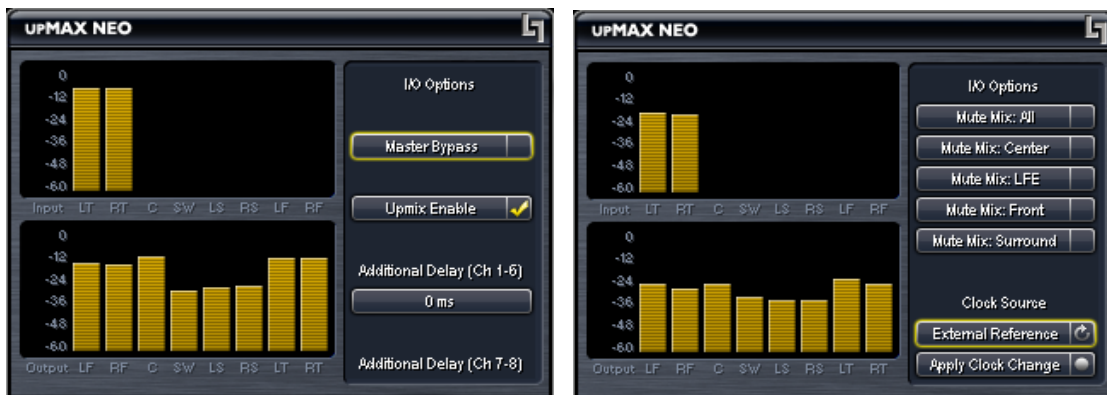 UPMAX NEO
0
-12
-24
-36
-48
-60
Input LT RT C SW LS RS LF RF
0
-12
-24
-36
-48
-60
Output LF RF C SW LS RS LT RT
I/O Options
Master Bypass
Upmix Enable
Additional Delay (Ch 1-6)
0 ms
Additional Delay (Ch 7-8)
UPMAX NEO
0
-12
-24
-36
-48
-60
Input LT RT C SW LS RS LF RF
0
-12
-24
-36
-48
-60
Output LF RF C SW LS RS LT RT
I/O Options
Mute Mix: All
Mute Mix: Center
Mute Mix: LFE
Mute Mix: Front
Mute Mix: Surround
Clock Source
External Reference
Apply Clock Change